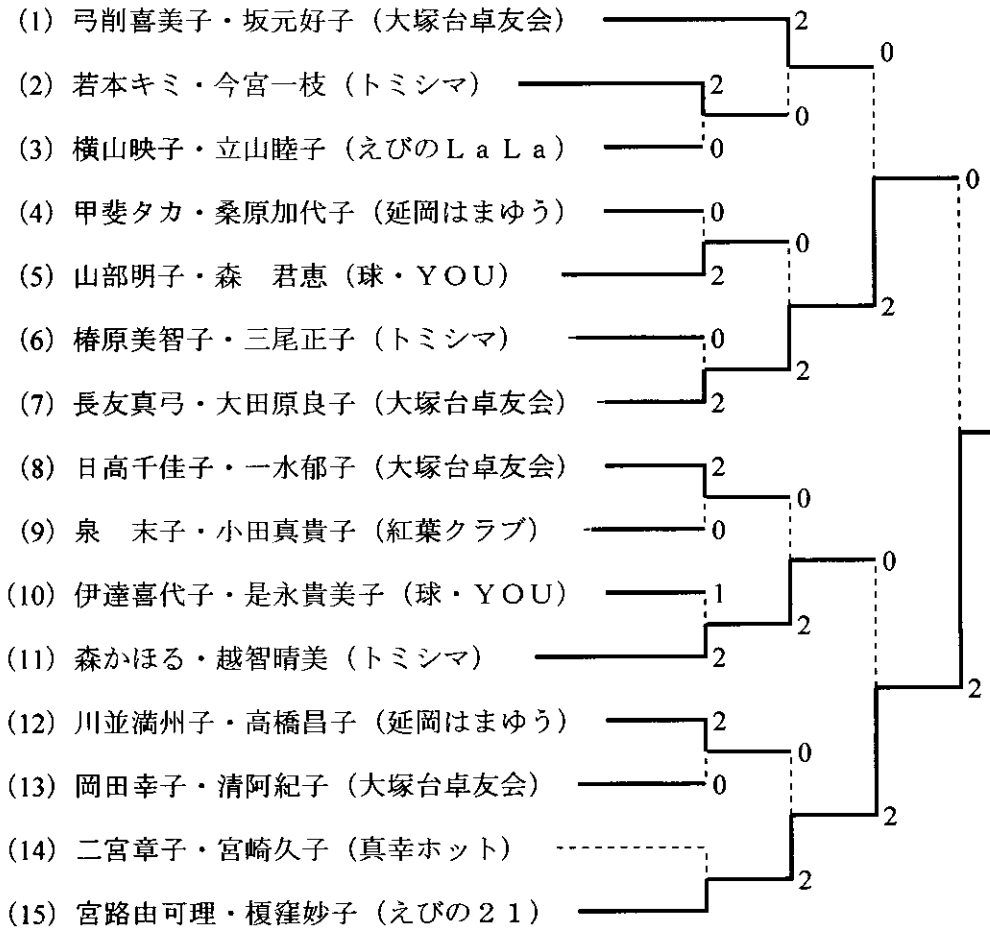 (1) 弓削喜美子・坂元好子（大塚台卓友会） 2 0
(2) 若本キミ・今宮一枝（トミシマ） 2 0
(3) 横山映子・立山睦子（えびのＬａＬａ） 0 0
(4) 甲斐タカ・桑原加代子（延岡はまゆう） 0 0
(5) 山部明子・森　君恵（球・ＹＯＵ） 2 2
(6) 椿原美智子・三尾正子（トミシマ） 0 2
(7) 長友真弓・大田原良子（大塚台卓友会） 2
(8) 日高千佳子・一水郁子（大塚台卓友会） 2 0
(9) 泉　末子・小田真貴子（紅葉クラブ） 0 0
(10) 伊達喜代子・是永貴美子（球・ＹＯＵ） 1 2
(11) 森かほる・越智晴美（トミシマ） 2 2
(12) 川並満州子・高橋昌子（延岡はまゆう） 2 0
(13) 岡田幸子・清阿紀子（大塚台卓友会） 0 2
(14) 二宮章子・宮崎久子（真幸ホット） 2
(15) 宮路由可理・榎窪妙子（えびの２１）